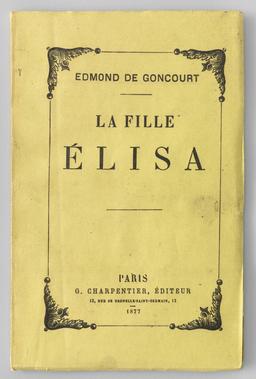 EDMOND DE GONCOURT
LA FILLE
ÉLISA
PARIS
G. CHARPENTIER, ÉDITEUR
13, RUE DE GRENELLE-SAINT-GERMAIN, 13
1877